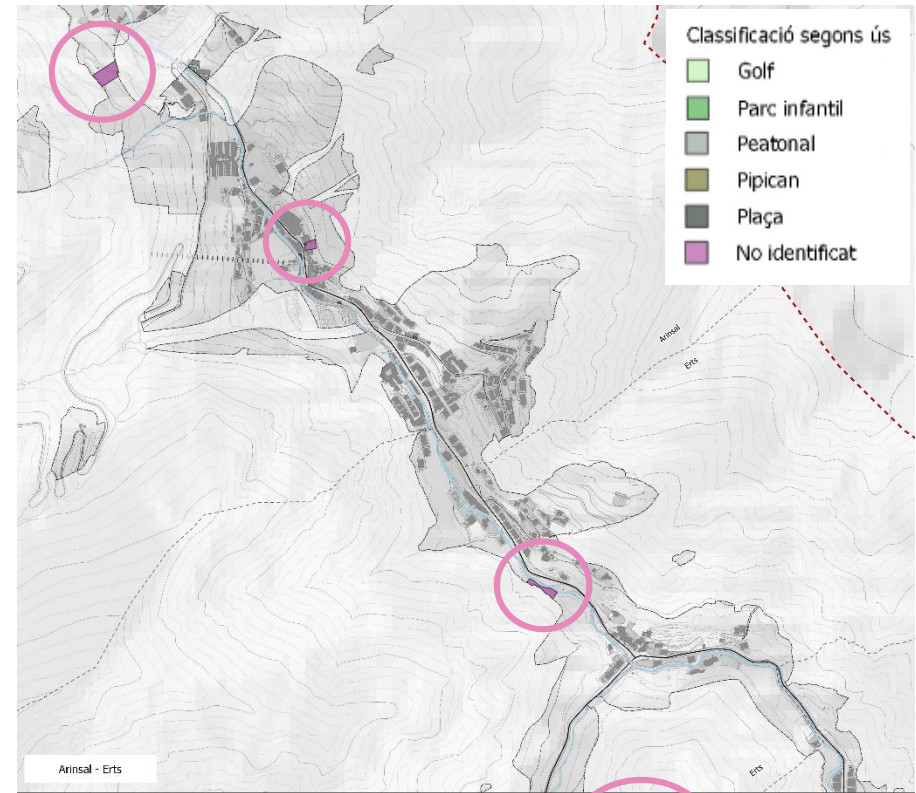 Classificació segons ús
Golf
Parc infantil
Peatonal
Pipican
Plaça
No identificat
Arinsal
Erts
Erts
Arinsal - Erts